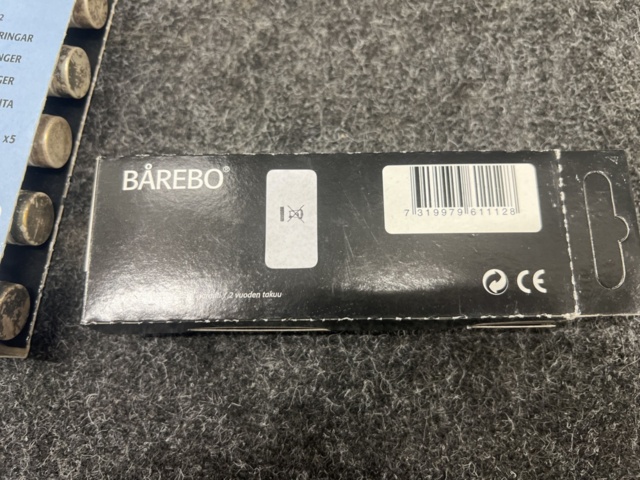 RINGAR
NGER
GER
ITA
x5
BÅREBO®
7 319979 611128
CE
/ 2 vuoden takuu